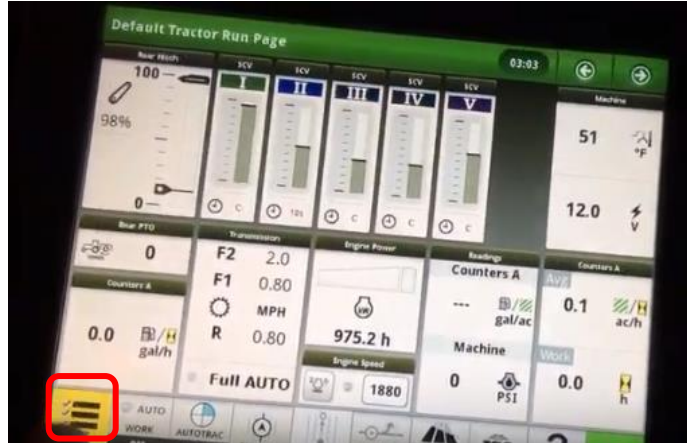 Default Tractor Run Page
03:03
Rear Hitch
100
98%
0
SCV
I
C
SCV
II
10s
SCV
III
C
SCV
IV
C
SCV
V
C
Machine
51
°F
12.0
V
Rear PTO
0
Counters A
0.0
gal/h
Transmission
F2 2.0
F1 0.80
MPH
R 0.80
Full AUTO
Engine Power
975.2 h
Engine Speed
1880
Readings
Counters A
---
gal/ac
Machine
0
PSI
Counters A
Avg
0.1
ac/h
Work
0.0
h
AUTO
WORK
AUTOTRAC